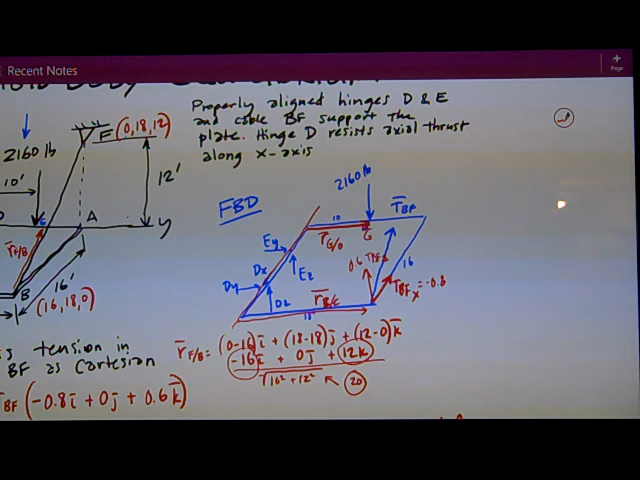 Recent Notes
Page
Properly aligned hinges D & E
and cable BF support the
plate. Hinge D resists axial thrust
along x-axis
F (0,18,12)
2160 lb
10'
12'
A
y
G
r̄F/B
B
16'
(16,18,0)
tension in
BF as Cartesian
BF (-0.8ī + 0j̄ + 0.6k̄)
FBD
2160 lb
10
T̄BF
r̄G/D
G
Ey
Ez
Dx
Dy
Dz
r̄B/E
18'
0.6 TBF
16
TBFx = -0.8
r̄F/B = (0-16)ī + (18-18)j̄ + (12-0)k̄
-16ī + 0j̄ + 12k̄
√16² + 12²
20